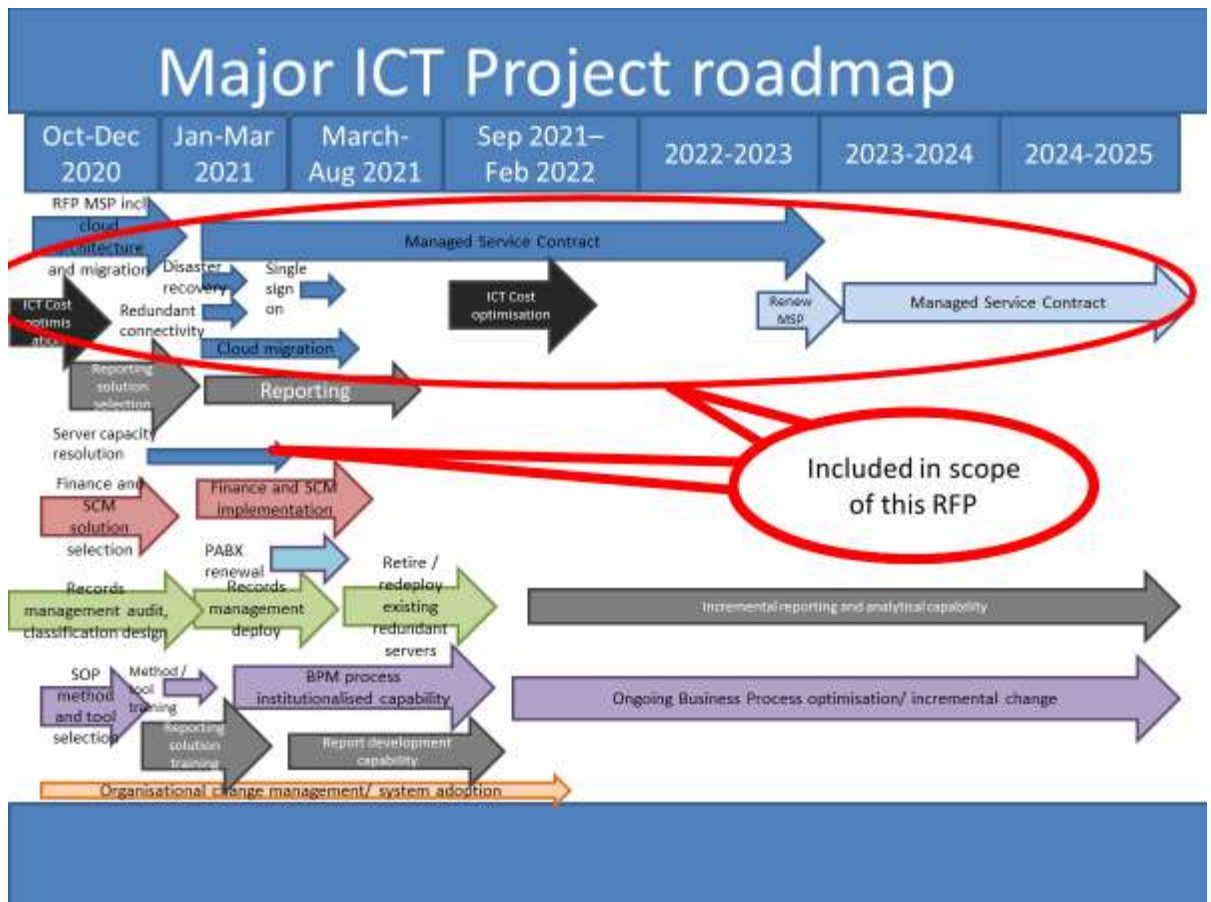 Major ICT Project roadmap
Oct-Dec
2020
Jan-Mar
2021
March-
Aug 2021
Sep 2021–
Feb 2022
2022-2023
2023-2024
2024-2025
RFP MSP incl
cloud
architecture
and migration
Managed Service Contract
Disaster
recovery
Single
sign
on
ICT Cost
optimis
ation
Redundant
connectivity
Cloud migration
ICT Cost
optimisation
Renew
MSP
Managed Service Contract
Reporting
solution
selection
Reporting
Server capacity
resolution
Included in scope
of this RFP
Finance and
SCM
solution
selection
Finance and SCM
implementation
PABX
renewal
Records
management audit,
classification design
Records
management
deploy
Retire /
redeploy
existing
redundant
servers
Incremental reporting and analytical capability
SOP
method
and tool
selection
Method /
tool
training
BPM process
institutionalised capability
Ongoing Business Process optimisation/ incremental change
Reporting
solution
training
Report development
capability
Organisational change management/ system adoption